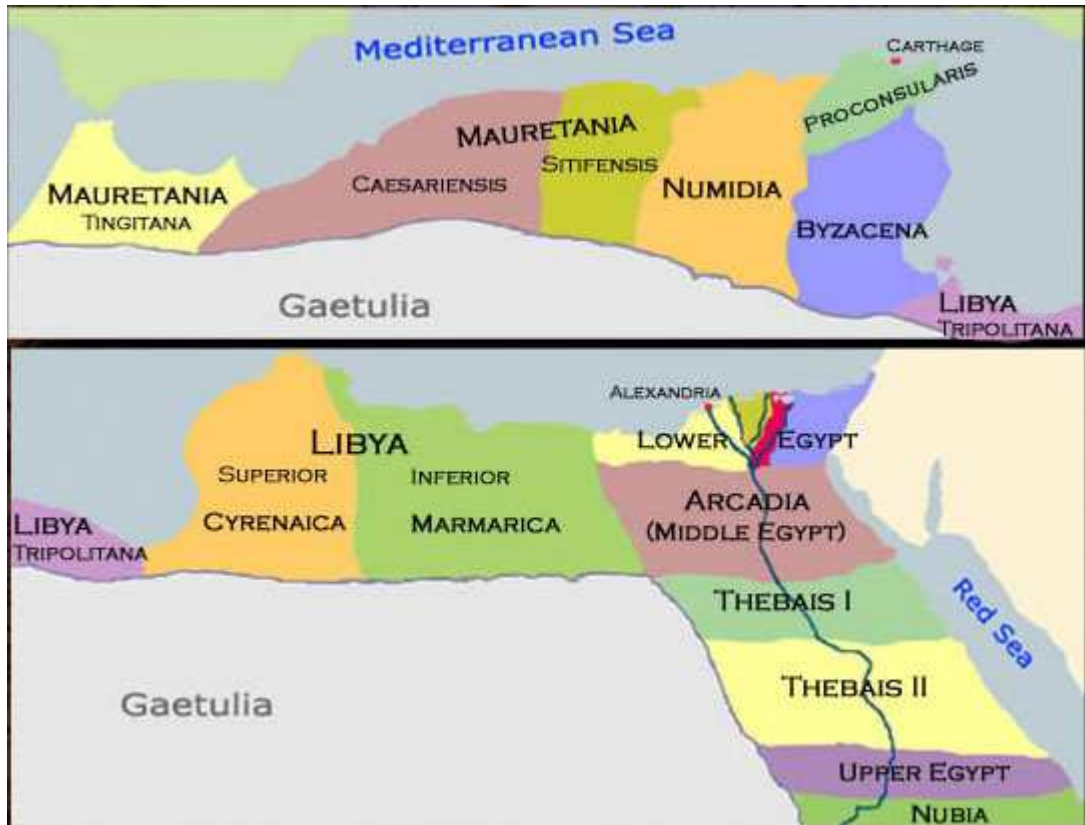 Mediterranean Sea
CARTHAGE
PROCONSULARIS
MAURETANIA
SITIFENSIS
CAESARIENSIS
NUMIDIA
MAURETANIA
TINGITANA
BYZACENA
Gaetulia
LIBYA
TRIPOLITANA
ALEXANDRIA
LOWER EGYPT
LIBYA
SUPERIOR
INFERIOR
CYRENAICA
MARMARICA
ARCADIA
(MIDDLE EGYPT)
LIBYA
TRIPOLITANA
THEBAIS I
Red Sea
THEBAIS II
Gaetulia
UPPER EGYPT
NUBIA